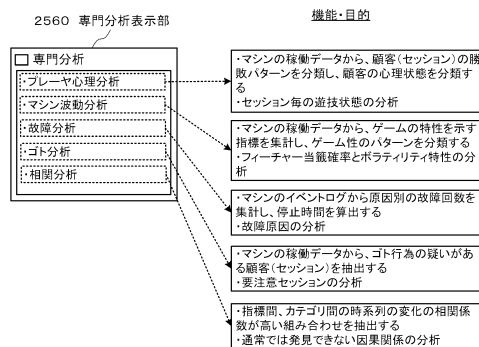 2560 専門分析表示部
機能・目的
専門分析
・プレーヤ心理分析
・マシン波動分析
・故障分析
・ゴト分析
・相関分析
・マシンの稼働データから、顧客(セッション)の勝
敗パターンを分類し、顧客の心理状態を分類す
る
・セッション毎の遊技状態の分析
・マシンの稼働データから、ゲームの特性を示す
指標を集計し、ゲーム性のパターンを分類する
・フィーチャー当籤確率とボラティリティ特性の分
析
・マシンのイベントログから原因別の故障回数を
集計し、停止時間を算出する
・故障原因の分析
・マシンの稼働データから、ゴト行為の疑いがあ
る顧客(セッション)を抽出する
・要注意セッションの分析
・指標間、カテゴリ間の時系列の変化の相関係
数が高い組み合わせを抽出する
・通常では発見できない因果関係の分析